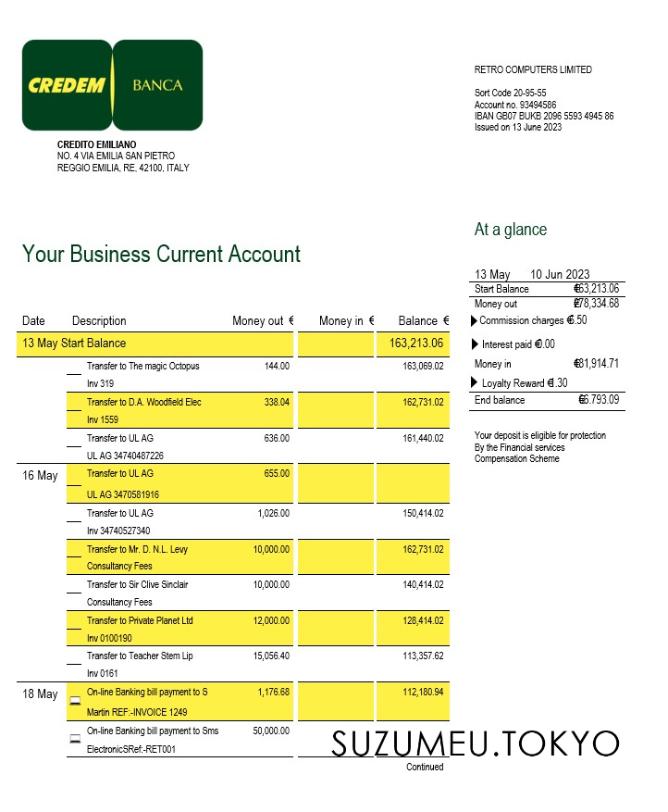 CREDEM BANCA
CREDITO EMILIANO
NO. 4 VIA EMILIA SAN PIETRO
REGGIO EMILIA, RE, 42100, ITALY
RETRO COMPUTERS LIMITED
Sort Code 20-95-55
Account no. 93494586
IBAN GB07 BUKB 2096 5593 4945 86
Issued on 13 June 2023
Your Business Current Account
Date Description Money out € Money in € Balance €
13 May Start Balance 163,213.06
Transfer to The magic Octopus 144.00 163,069.02
Inv 319
Transfer to D.A. Woodfield Elec 338.04 162,731.02
Inv 1559
Transfer to UL AG 636.00 161,440.02
UL AG 34740487226
16 May Transfer to UL AG 655.00
UL AG 3470581916
Transfer to UL AG 1,026.00 150,414.02
Inv 34740527340
Transfer to Mr. D. N.L. Levy 10,000.00 162,731.02
Consultancy Fees
Transfer to Sir Clive Sinclair 10,000.00 140,414.02
Consultancy Fees
Transfer to Private Planet Ltd 12,000.00 128,414.02
Inv 0100190
Transfer to Teacher Stem Lip 15,056.40 113,357.62
Inv 0161
18 May On-line Banking bill payment to S 1,176.68 112,180.94
Martin REF:-INVOICE 1249
On-line Banking bill payment to Sms 50,000.00
ElectronicSRef:-RET001
Continued
At a glance
13 May 10 Jun 2023
Start Balance €63,213.06
Money out €78,334.68
Commission charges €6.50
Interest paid €0.00
Money in €81,914.71
Loyalty Reward €1.30
End balance €6.793.09
Your deposit is eligible for protection
By the Financial services
Compensation Scheme
SUZUMEU.TOKYO